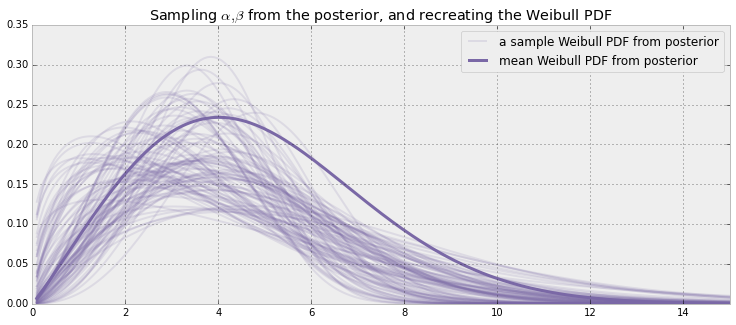 Sampling α,β from the posterior, and recreating the Weibull PDF
0.35
0.30
0.25
0.20
0.15
0.10
0.05
0.00
a sample Weibull PDF from posterior
mean Weibull PDF from posterior
0 2 4 6 8 10 12 14